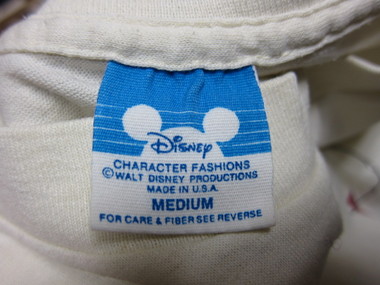 Disney
CHARACTER FASHIONS
©WALT DISNEY PRODUCTIONS
MADE IN U.S.A.
MEDIUM
FOR CARE & FIBER SEE REVERSE